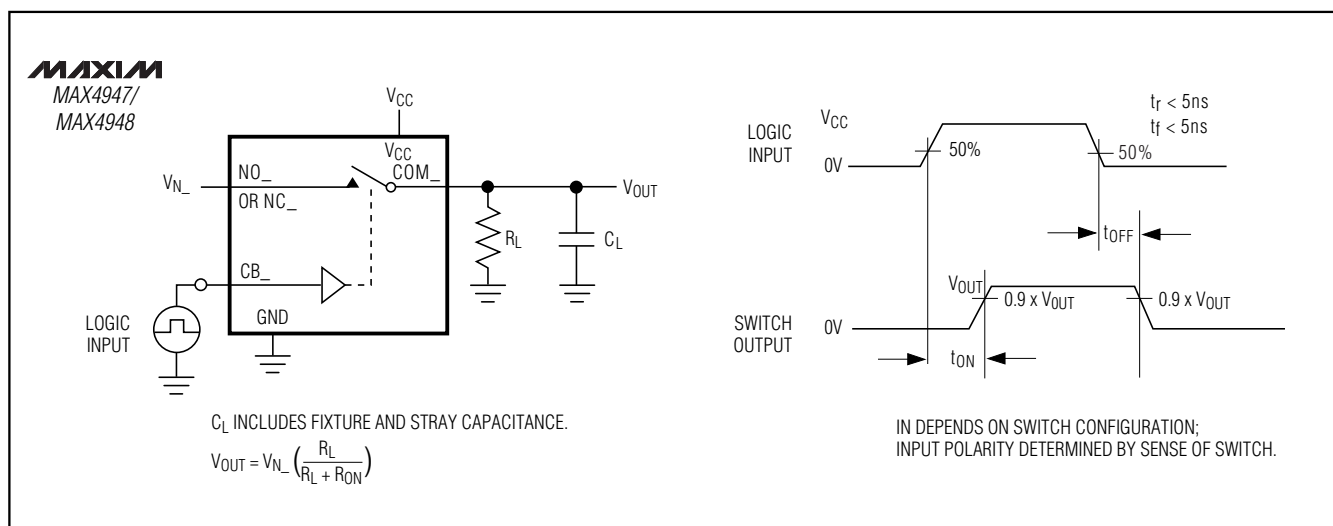 MAXIM
MAX4947/
MAX4948
VCC
VCC
VN_
NO_
COM_
VOUT
OR NC_
RL
CL
CB_
GND
LOGIC
INPUT
CL INCLUDES FIXTURE AND STRAY CAPACITANCE.
VOUT = VN_ (RL / RL + RON)
LOGIC
INPUT
VCC
0V
50%
50%
tr < 5ns
tf < 5ns
tOFF
SWITCH
OUTPUT
VOUT
0V
0.9 x VOUT
0.9 x VOUT
tON
IN DEPENDS ON SWITCH CONFIGURATION;
INPUT POLARITY DETERMINED BY SENSE OF SWITCH.